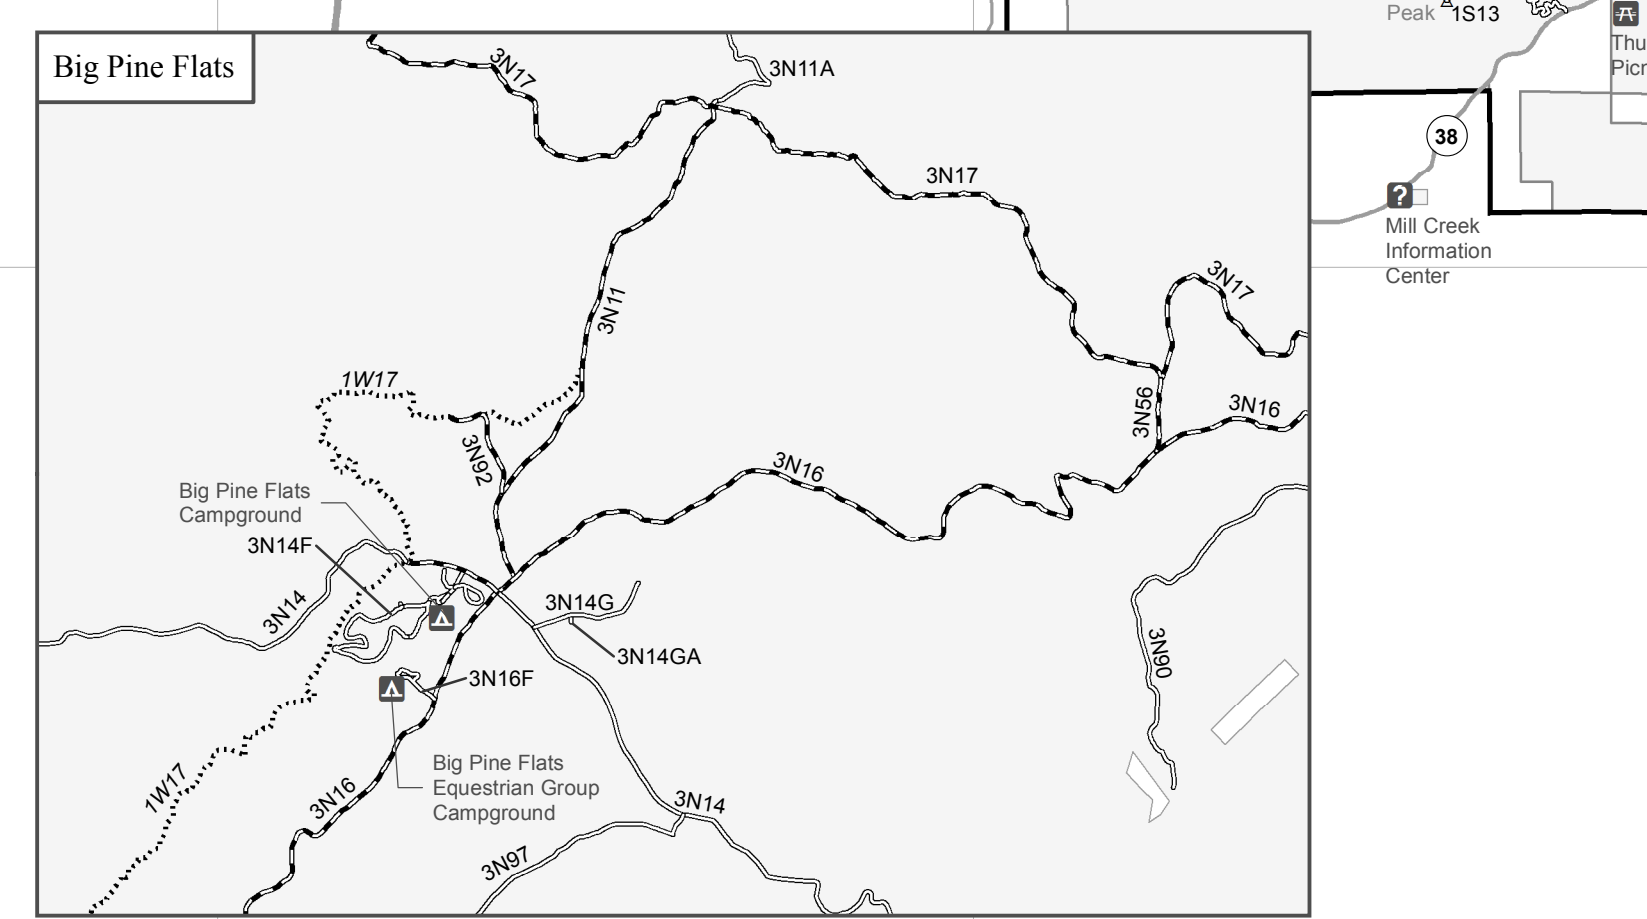 Peak
1S13
Thu
Picn
38
?
Mill Creek
Information
Center
Big Pine Flats
3N17
3N11A
3N17
3N17
3N11
3N56
3N16
1W17
3N92
3N16
Big Pine Flats
Campground
3N14F
3N14
3N14G
3N14GA
3N90
3N16F
Big Pine Flats
Equestrian Group
Campground
1W17
3N16
3N14
3N97